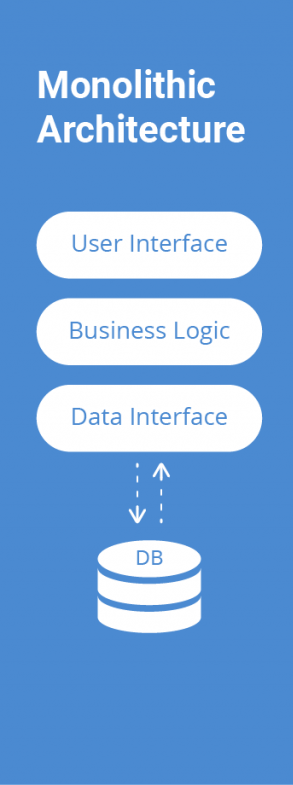 Monolithic
Architecture
User Interface
Business Logic
Data Interface
DB